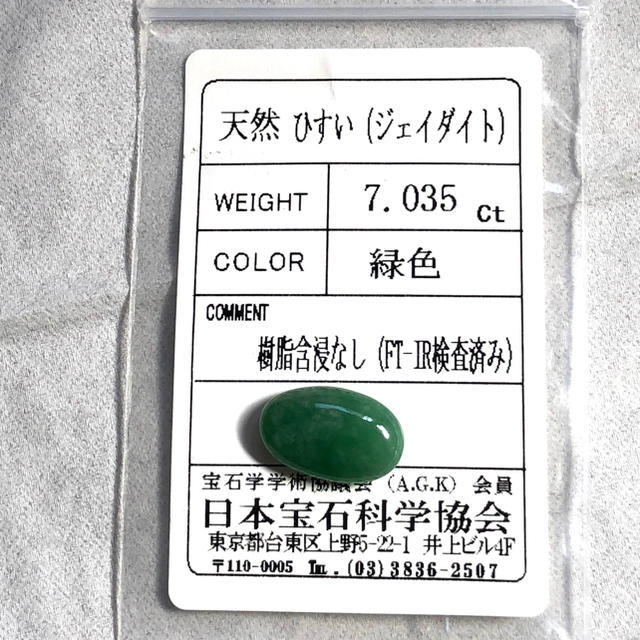 天然 ひすい (ジェイダイト)
WEIGHT 7.035 Ct
COLOR 緑色
COMMENT
樹脂含浸なし (FT-IR検査済み)
宝石学学術協議会 (A.G.K) 会員
日本宝石科学協会
東京都台東区上野5-22-1 井上ビル4F
〒110-0005 TEL. (03) 3836-2507